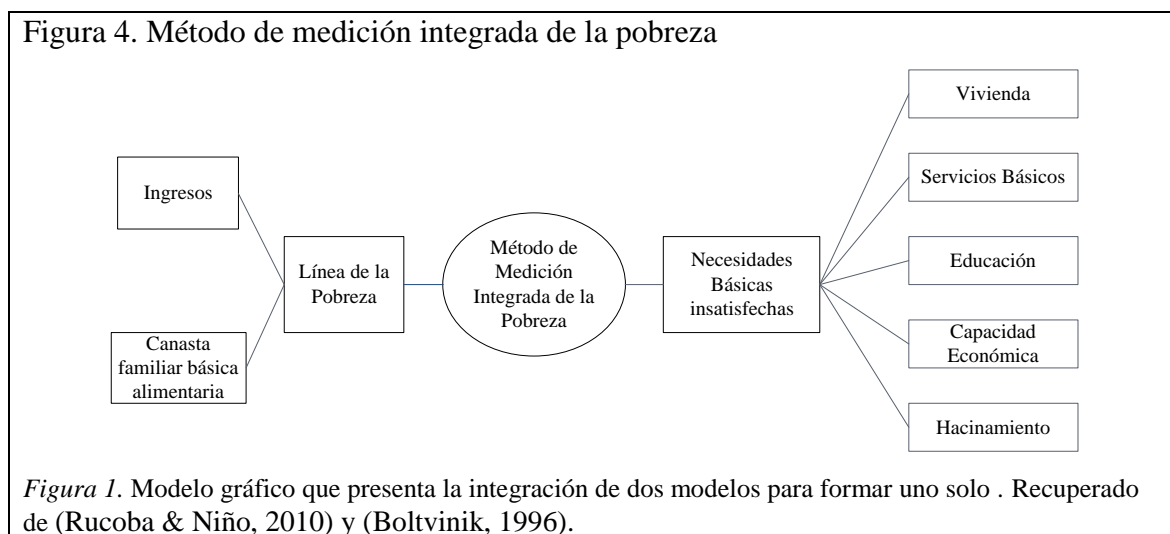 Figura 4. Método de medición integrada de la pobreza
Ingresos
Canasta
familiar básica
alimentaria
Línea de la
Pobreza
Método de
Medición
Integrada de la
Pobreza
Necesidades
Básicas
insatisfechas
Vivienda
Servicios Básicos
Educación
Capacidad
Económica
Hacinamiento
Figura 1. Modelo gráfico que presenta la integración de dos modelos para formar uno solo . Recuperado
de (Rucoba & Niño, 2010) y (Boltvinik, 1996).